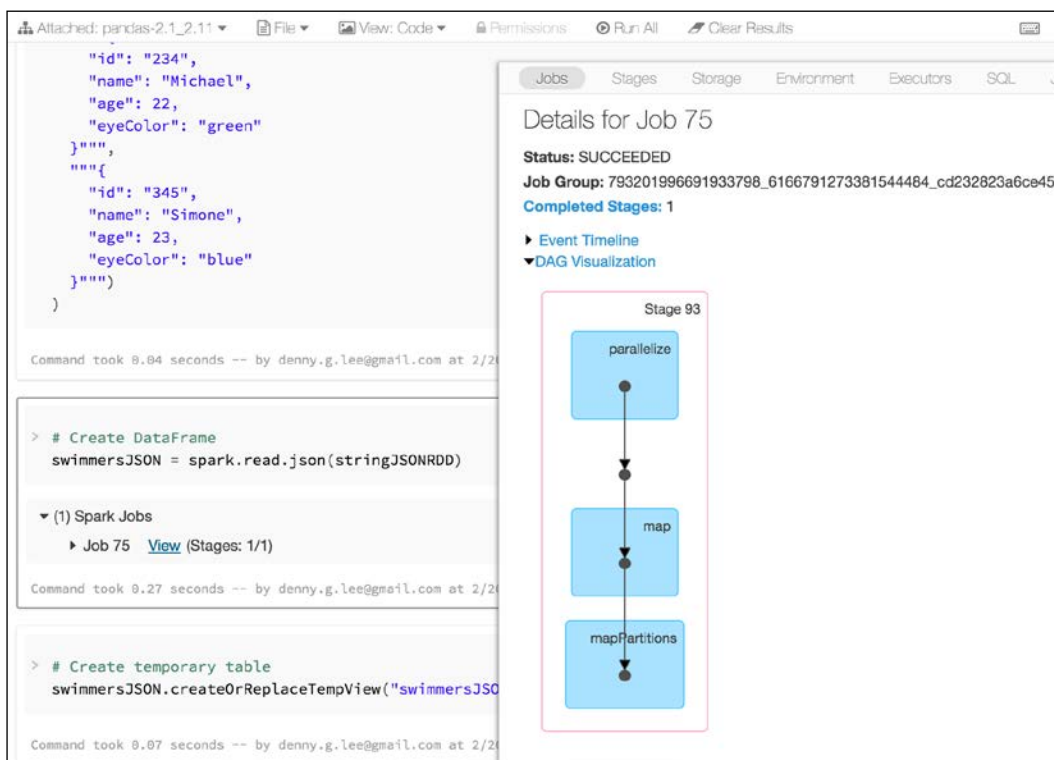 Attached: pandas-2.1_2.11 File View: Code Permissions Run All Clear Results
"id": "234",
"name": "Michael",
"age": 22,
"eyeColor": "green"
}""",
"""{
"id": "345",
"name": "Simone",
"age": 23,
"eyeColor": "blue"
}""")
)
Command took 0.04 seconds -- by denny.g.lee@gmail.com at 2/2
> # Create DataFrame
swimmersJSON = spark.read.json(stringJSONRDD)
(1) Spark Jobs
Job 75 View (Stages: 1/1)
Command took 0.27 seconds -- by denny.g.lee@gmail.com at 2/2
> # Create temporary table
swimmersJSON.createOrReplaceTempView("swimmersJSO
Command took 0.07 seconds -- by denny.g.lee@gmail.com at 2/2
Jobs Stages Storage Environment Executors SQL
Details for Job 75
Status: SUCCEEDED
Job Group: 793201996691933798_6166791273381544484_cd232823a6ce45
Completed Stages: 1
Event Timeline
DAG Visualization
Stage 93
parallelize
map
mapPartitions